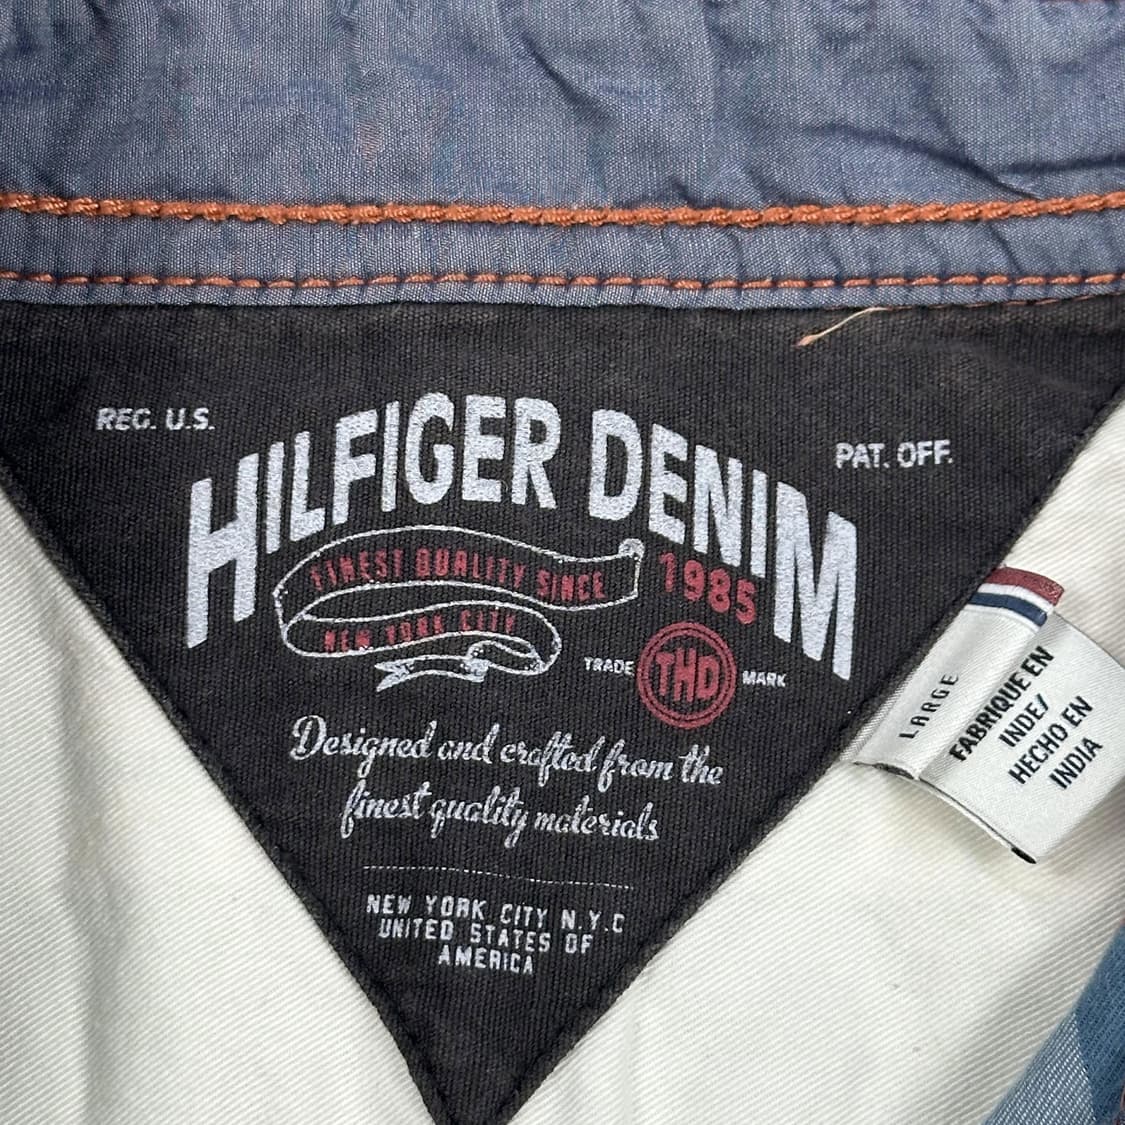 REG. U.S.
PAT. OFF.
HILFIGER DENIM
FINEST QUALITY SINCE
1985
NEW YORK CITY
TRADE THD MARK
Designed and crafted from the
finest quality materials
NEW YORK CITY N.Y.C
UNITED STATES OF
AMERICA
LARGE
FABRIQUE EN
INDE/
HECHO EN
INDIA